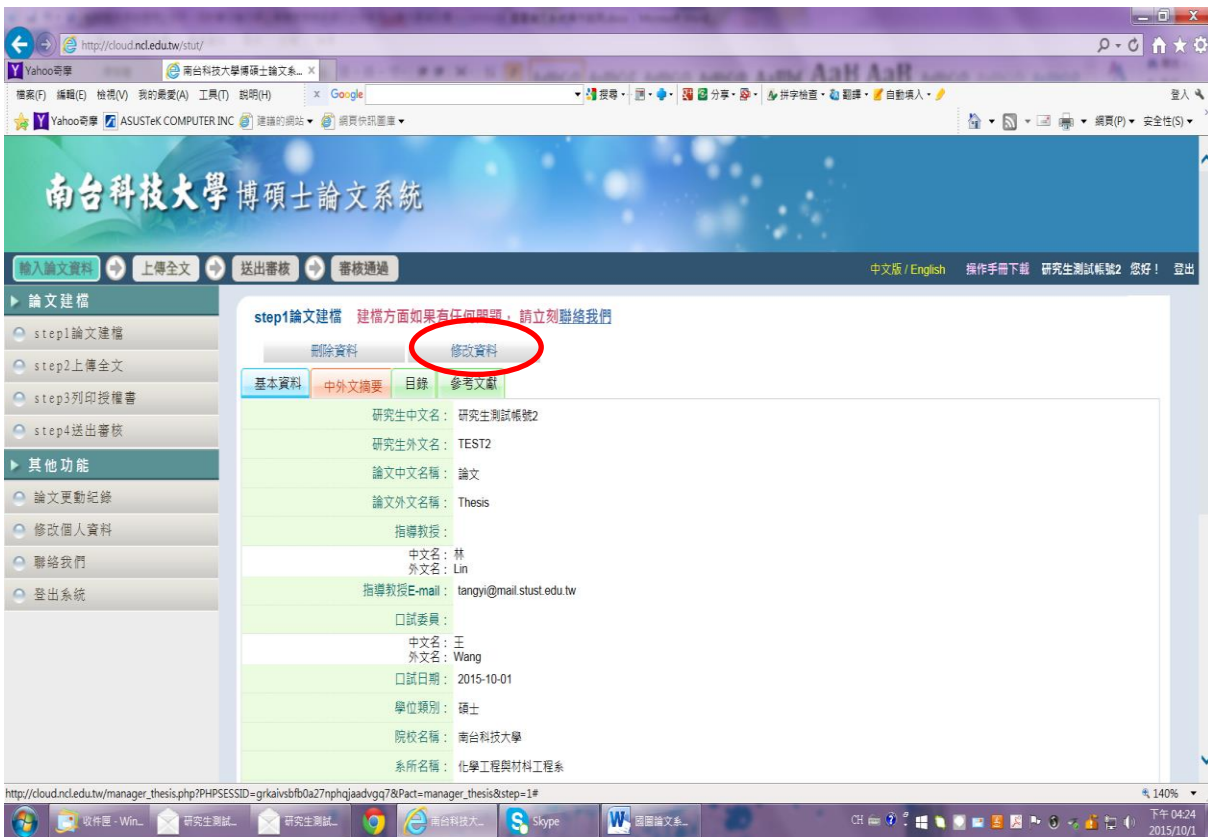 http://cloud.ncl.edu.tw/stut/
Yahoo奇摩 南台科技大學博碩士論文系... X
檔案(F) 編輯(E) 檢視(V) 我的最愛(A) 工具(T) 說明(H) x Google 搜尋 分享 拼字檢查 翻譯 自動填入 登入
Yahoo奇摩 ASUSTeK COMPUTER INC 建議的網站 網頁快訊圖庫 網頁(P) 安全性(S)
南台科技大學博碩士論文系統
輸入論文資料 上傳全文 送出審核 審核通過 中文版 / English 操作手冊下載 研究生測試帳號2 您好！ 登出
論文建檔
step1論文建檔
step2上傳全文
step3列印授權書
step4送出審核
其他功能
論文更動紀錄
修改個人資料
聯絡我們
登出系統
step1論文建檔 建檔方面如果有任何問題，請立刻聯絡我們
刪除資料 修改資料
基本資料 中外文摘要 目錄 參考文獻
研究生中文名： 研究生測試帳號2
研究生外文名： TEST2
論文中文名稱： 論文
論文外文名稱： Thesis
指導教授：
中文名： 林
外文名： Lin
指導教授E-mail： tangyi@mail.stust.edu.tw
口試委員：
中文名： 王
外文名： Wang
口試日期： 2015-10-01
學位類別： 碩士
院校名稱： 南台科技大學
系所名稱： 化學工程與材料工程系
http://cloud.ncl.edu.tw/manager_thesis.php?PHPSESSID=grkaivsbfb0a27nphqjaadvgq7&Pact=manager_thesis&step=1#
140%
收件匣 - Win... 研究生測試... 研究生測試... 南台科技大... Skype 國圖論文系... CH 下午 04:24
2015/10/1